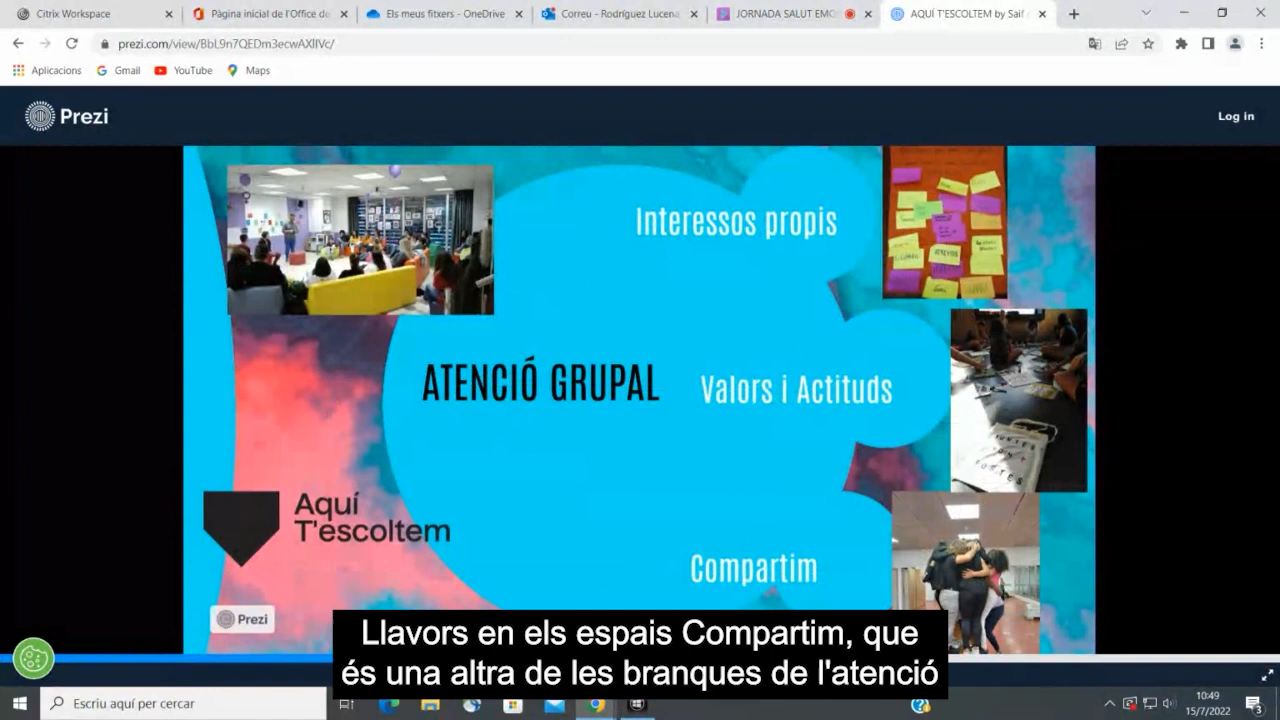 Citrix Workspace
Pàgina inicial de l'Office de
Els meus fitxers - OneDrive
Correu - Rodríguez Lucena
JORNADA SALUT EMO
AQUÍ T'ESCOLTEM by Saif
prezi.com/view/BbL9n7QEDm3ecwAXlIVc/
Aplicacions
Gmail
YouTube
Maps
Prezi
Log in
Interessos propis
ATENCIÓ GRUPAL
Valors i Actituds
Aquí
T'escoltem
Compartim
Prezi
Llavors en els espais Compartim, que
és una altra de les branques de l'atenció
Escriu aquí per cercar
10:49
15/7/2022
3